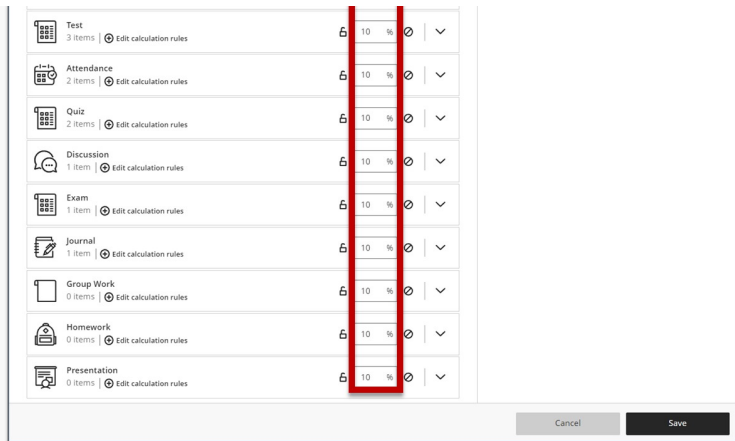 Test
3 items | Edit calculation rules
10 %
Attendance
2 items | Edit calculation rules
10 %
Quiz
2 items | Edit calculation rules
10 %
Discussion
1 item | Edit calculation rules
10 %
Exam
1 item | Edit calculation rules
10 %
Journal
1 item | Edit calculation rules
10 %
Group Work
0 items | Edit calculation rules
10 %
Homework
0 items | Edit calculation rules
10 %
Presentation
0 items | Edit calculation rules
10 %
Cancel
Save